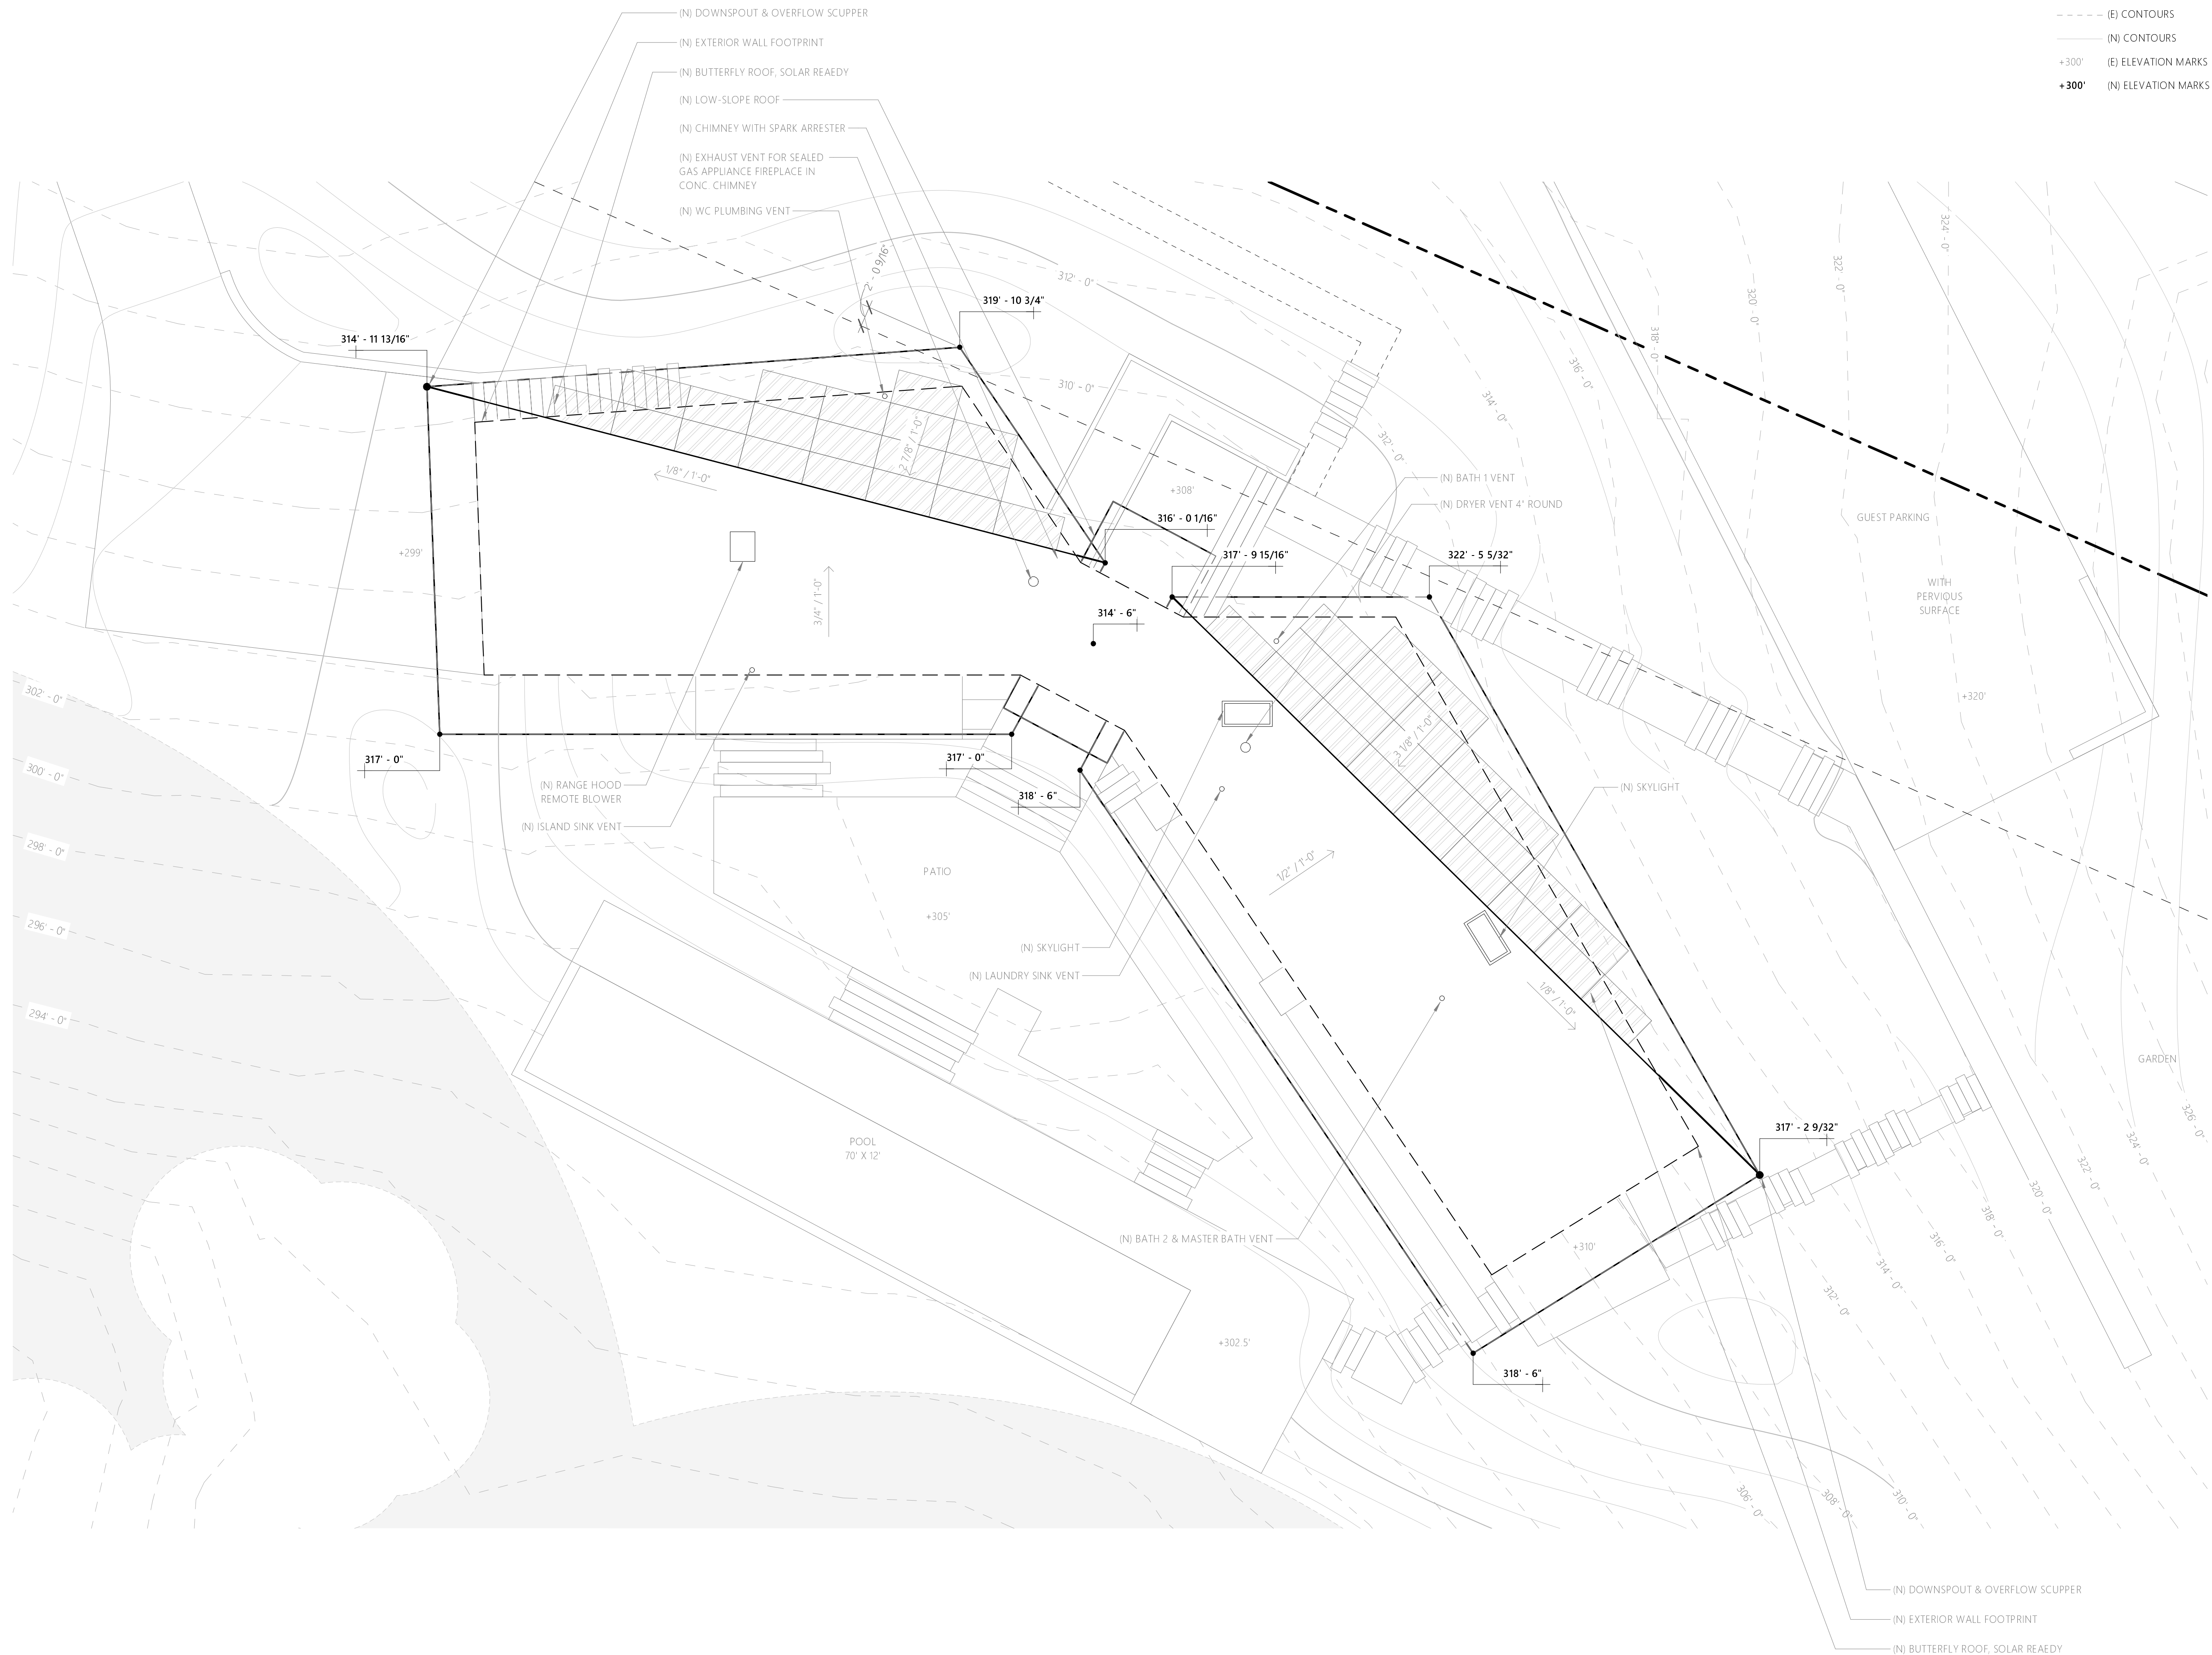 (N) DOWNSPOUT & OVERFLOW SCUPPER
(N) EXTERIOR WALL FOOTPRINT
(N) BUTTERFLY ROOF, SOLAR REAEDY
(N) LOW-SLOPE ROOF
(N) CHIMNEY WITH SPARK ARRESTER
(N) EXHAUST VENT FOR SEALED
GAS APPLIANCE FIREPLACE IN
CONC. CHIMNEY
(N) WC PLUMBING VENT
(E) CONTOURS
(N) CONTOURS
+300' (E) ELEVATION MARKS
+300' (N) ELEVATION MARKS
2' - 0 9/16"
312' - 0"
319' - 10 3/4"
314' - 11 13/16"
310' - 0"
324' - 0"
322' - 0"
320' - 0"
318' - 0"
316' - 0"
314' - 0"
312' - 0"
2 7/8" / 1'-0"
1/8" / 1'-0"
(N) BATH 1 VENT
+308'
(N) DRYER VENT 4" ROUND
316' - 0 1/16"
GUEST PARKING
+299'
317' - 9 15/16"
322' - 5 5/32"
WITH
PERVIOUS
SURFACE
3/4" / 1'-0"
314' - 6"
302' - 0"
+320'
3 1/8" / 1'-0"
317' - 0"
317' - 0"
300' - 0"
(N) RANGE HOOD
REMOTE BLOWER
318' - 6"
(N) SKYLIGHT
(N) ISLAND SINK VENT
298' - 0"
PATIO
1/2" / 1'-0"
+305'
296' - 0"
(N) SKYLIGHT
(N) LAUNDRY SINK VENT
1/8" / 1'-0"
294' - 0"
GARDEN
326' - 0"
POOL
70' X 12'
317' - 2 9/32"
324' - 0"
322' - 0"
320' - 0"
318' - 0"
316' - 0"
314' - 0"
312' - 0"
(N) BATH 2 & MASTER BATH VENT
+310'
+302.5'
318' - 6"
306' - 0"
308' - 0"
310' - 0"
(N) DOWNSPOUT & OVERFLOW SCUPPER
(N) EXTERIOR WALL FOOTPRINT
(N) BUTTERFLY ROOF, SOLAR REAEDY